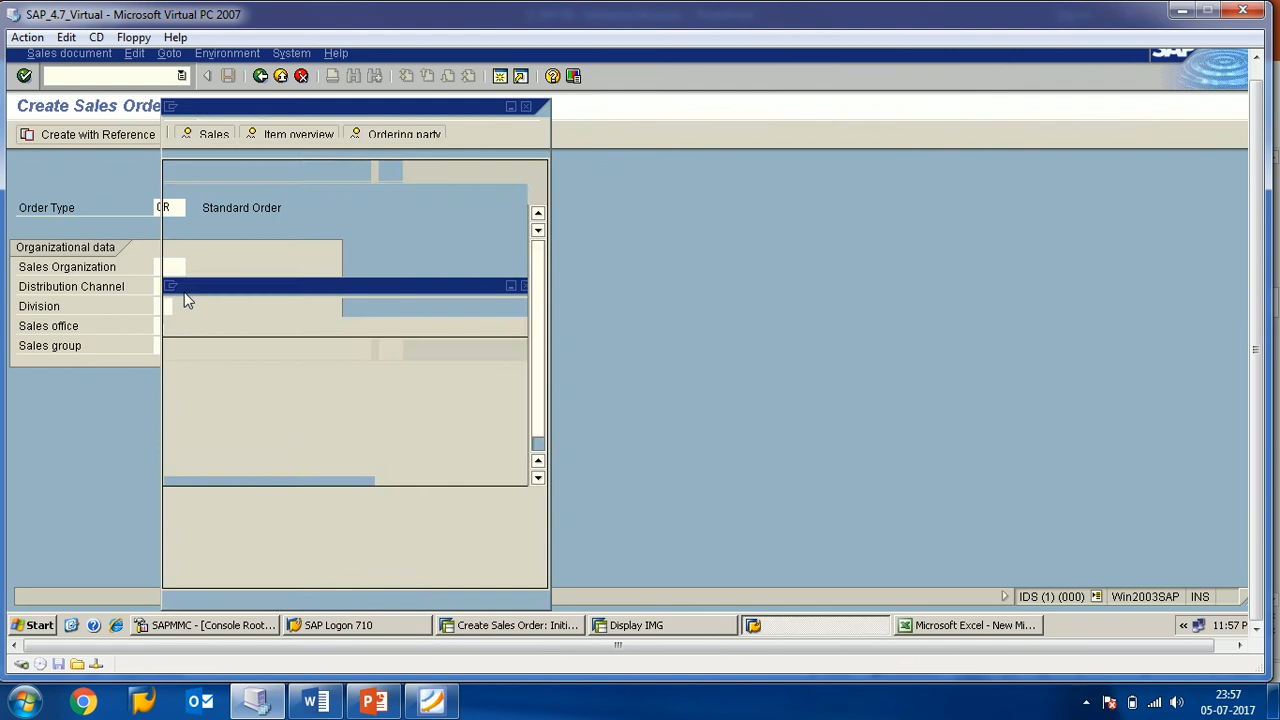 SAP_4.7_Virtual - Microsoft Virtual PC 2007
Action Edit CD Floppy Help
Sales document Edit Goto Environment System Help
SAP
Create Sales Orde
Create with Reference Sales Item overview Ordering party
Order Type OR Standard Order
Organizational data
Sales Organization
Distribution Channel
Division
Sales office
Sales group
IDS (1) (000) Win2003SAP INS
Start SAPMMC - [Console Root... SAP Logon 710 Create Sales Order: Initi... Display IMG Microsoft Excel - New Mi... « 11:57 P
23:57
05-07-2017